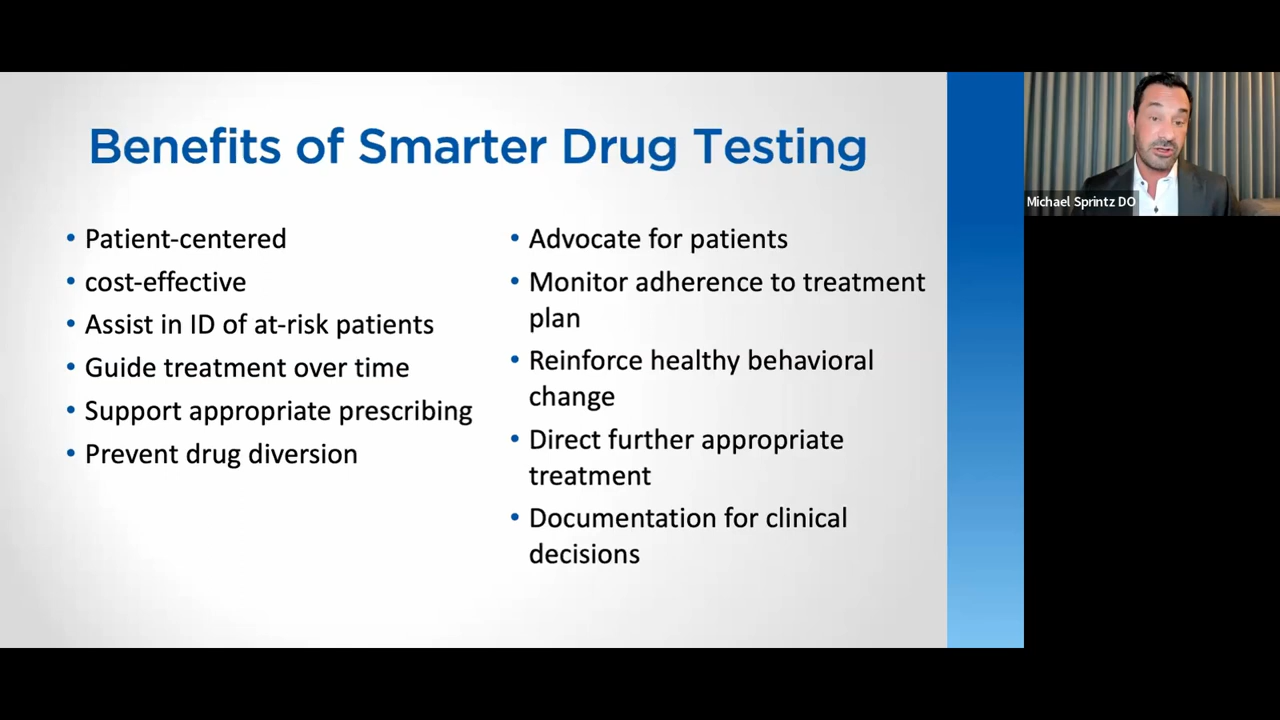 Benefits of Smarter Drug Testing
• Patient-centered
• cost-effective
• Assist in ID of at-risk patients
• Guide treatment over time
• Support appropriate prescribing
• Prevent drug diversion
• Advocate for patients
• Monitor adherence to treatment
plan
• Reinforce healthy behavioral
change
• Direct further appropriate
treatment
• Documentation for clinical
decisions
Michael Sprintz DO